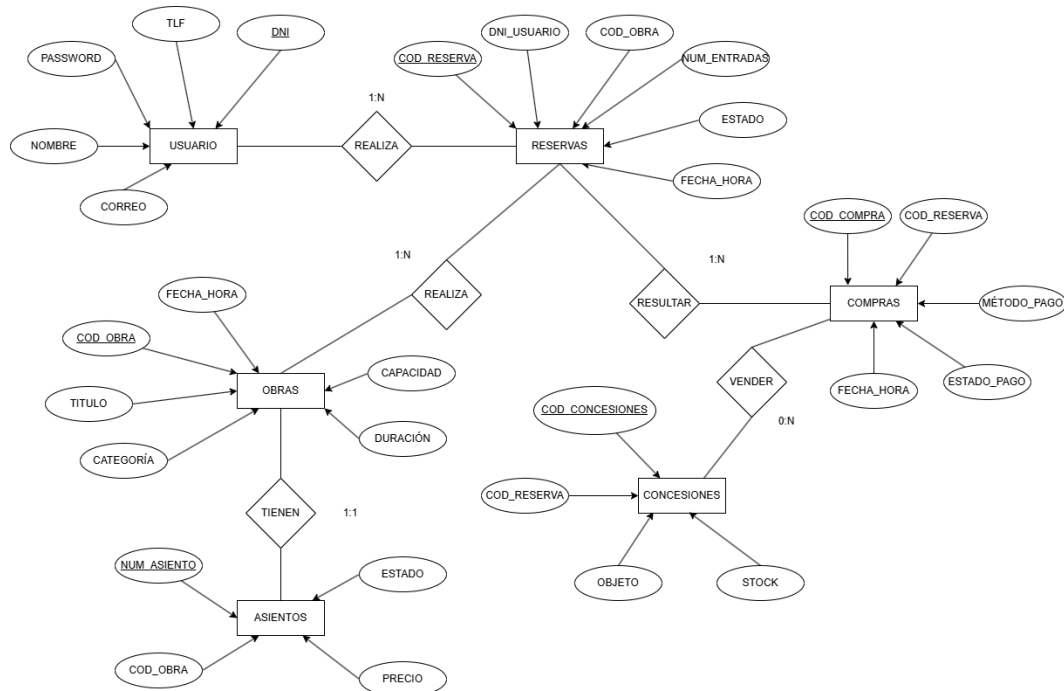 TLF
DNI
PASSWORD
NOMBRE
CORREO
USUARIO
1:N
REALIZA
COD_RESERVA
DNI_USUARIO
COD_OBRA
NUM_ENTRADAS
ESTADO
FECHA_HORA
RESERVAS
1:N
REALIZA
1:N
RESULTAR
COD_COMPRA
COD_RESERVA
MÉTODO_PAGO
ESTADO_PAGO
FECHA_HORA
COMPRAS
VENDER
0:N
FECHA_HORA
COD_OBRA
TITULO
CATEGORÍA
CAPACIDAD
DURACIÓN
OBRAS
TIENEN
1:1
COD_CONCESIONES
COD_RESERVA
OBJETO
STOCK
CONCESIONES
NUM_ASIENTO
ESTADO
COD_OBRA
PRECIO
ASIENTOS